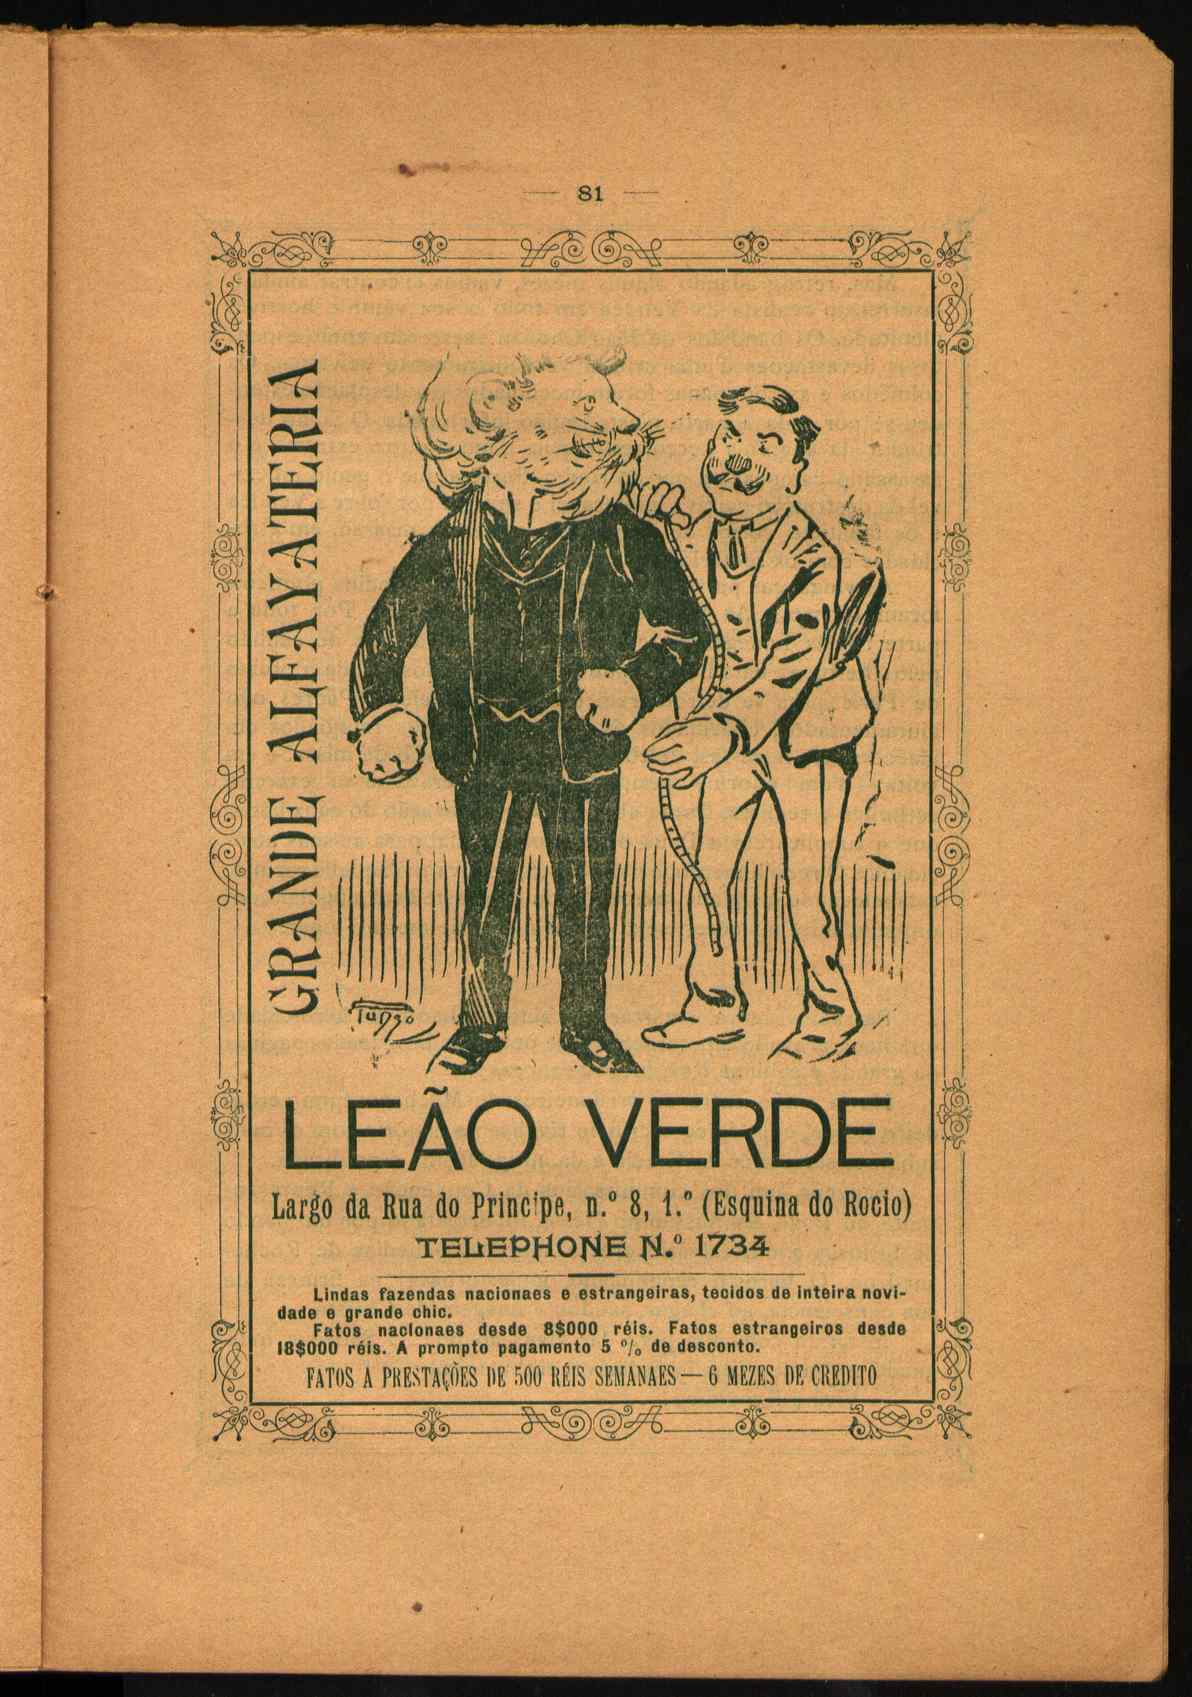 81
GRANDE ALFAYATERIA
LEÃO VERDE
Largo da Rua do Principe, n.º 8, 1.º (Esquina do Rocio)
TELEPHONE N.º 1734
Lindas fazendas nacionaes e estrangeiras, tecidos de inteira novi-
dade e grande chic.
Fatos nacionaes desde 8$000 réis. Fatos estrangeiros desde
18$000 réis. A prompto pagamento 5 % de desconto.
FATOS A PRESTAÇÕES DE 500 RÉIS SEMANAES — 6 MEZES DE CREDITO